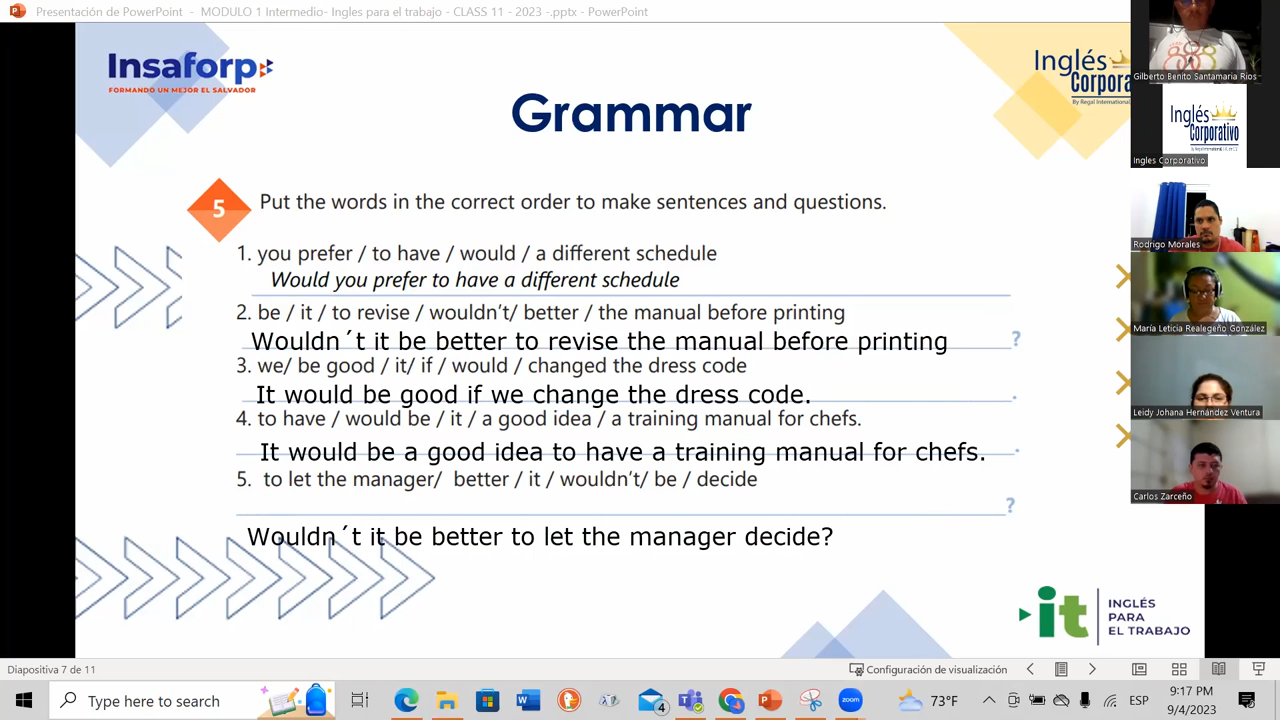 Presentación de PowerPoint - MODULO 1 Intermedio- Ingles para el trabajo - CLASS 11 - 2023 -.pptx - PowerPoint
Insaforp
FORMANDO UN MEJOR EL SALVADOR
Inglés
Corpora
By Regal International,
Grammar
5 Put the words in the correct order to make sentences and questions.
1. you prefer / to have / would / a different schedule
Would you prefer to have a different schedule
2. be / it / to revise / wouldn't/ better / the manual before printing
Wouldn´t it be better to revise the manual before printing ?
3. we/ be good / it/ if / would / changed the dress code
It would be good if we change the dress code. .
4. to have / would be / it / a good idea / a training manual for chefs.
It would be a good idea to have a training manual for chefs. .
5. to let the manager/ better / it / wouldn't/ be / decide
?
Wouldn´t it be better to let the manager decide?
it INGLÉS
PARA
EL TRABAJO
Gilberto Benito Santamaria Rios
Inglés
Corporativo
Ingles Corporativo
Rodrigo Morales
María Leticia Realegeño González
Leidy Johana Hernández Ventura
Carlos Zarceño
Diapositiva 7 de 11
Configuración de visualización
Type here to search
4
73°F
ESP
9:17 PM
9/4/2023